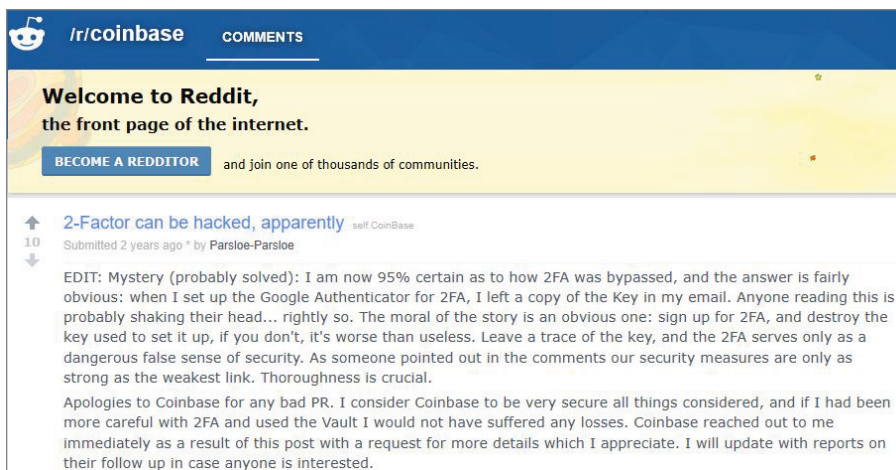 /r/coinbase COMMENTS
Welcome to Reddit,
the front page of the internet.
BECOME A REDDITOR and join one of thousands of communities.
2-Factor can be hacked, apparently self.CoinBase
10
Submitted 2 years ago * by Parsloe-Parsloe
EDIT: Mystery (probably solved): I am now 95% certain as to how 2FA was bypassed, and the answer is fairly
obvious: when I set up the Google Authenticator for 2FA, I left a copy of the Key in my email. Anyone reading this is
probably shaking their head... rightly so. The moral of the story is an obvious one: sign up for 2FA, and destroy the
key used to set it up, if you don't, it's worse than useless. Leave a trace of the key, and the 2FA serves only as a
dangerous false sense of security. As someone pointed out in the comments our security measures are only as
strong as the weakest link. Thoroughness is crucial.
Apologies to Coinbase for any bad PR. I consider Coinbase to be very secure all things considered, and if I had been
more careful with 2FA and used the Vault I would not have suffered any losses. Coinbase reached out to me
immediately as a result of this post with a request for more details which I appreciate. I will update with reports on
their follow up in case anyone is interested.